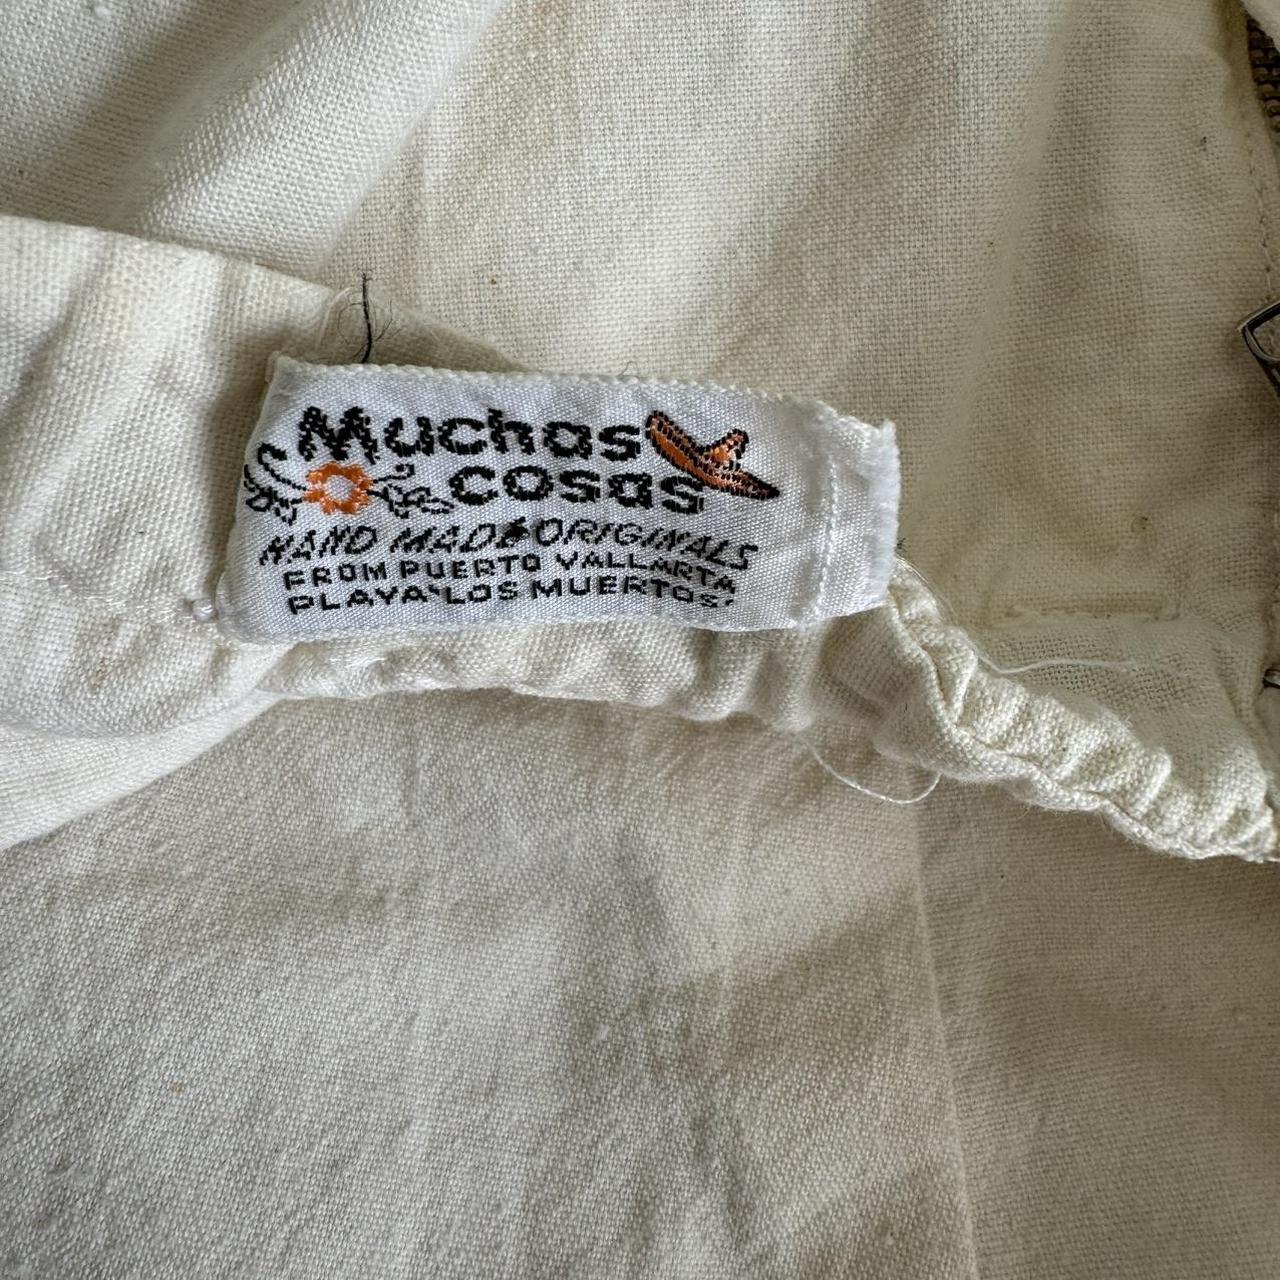 Muchas
cosas
HAND MADE ORIGINALS
FROM PUERTO VALLARTA
PLAYA'LOS MUERTOS'